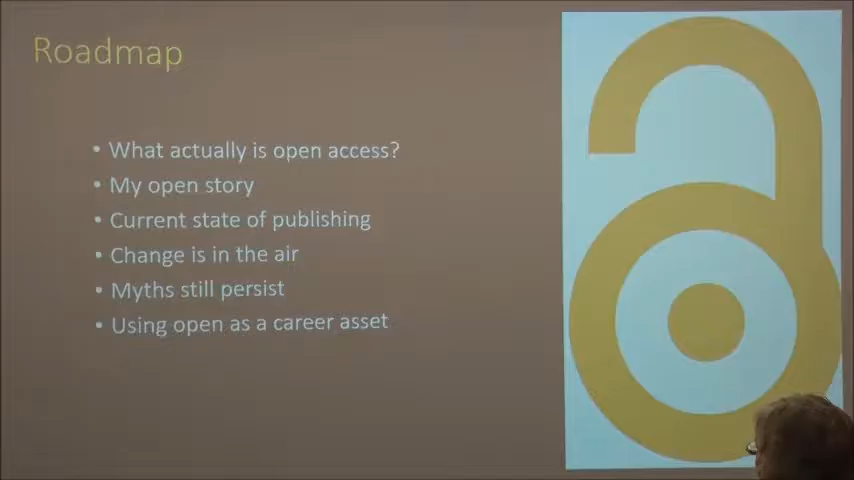 Roadmap
• What actually is open access?
• My open story
• Current state of publishing
• Change is in the air
• Myths still persist
• Using open as a career asset